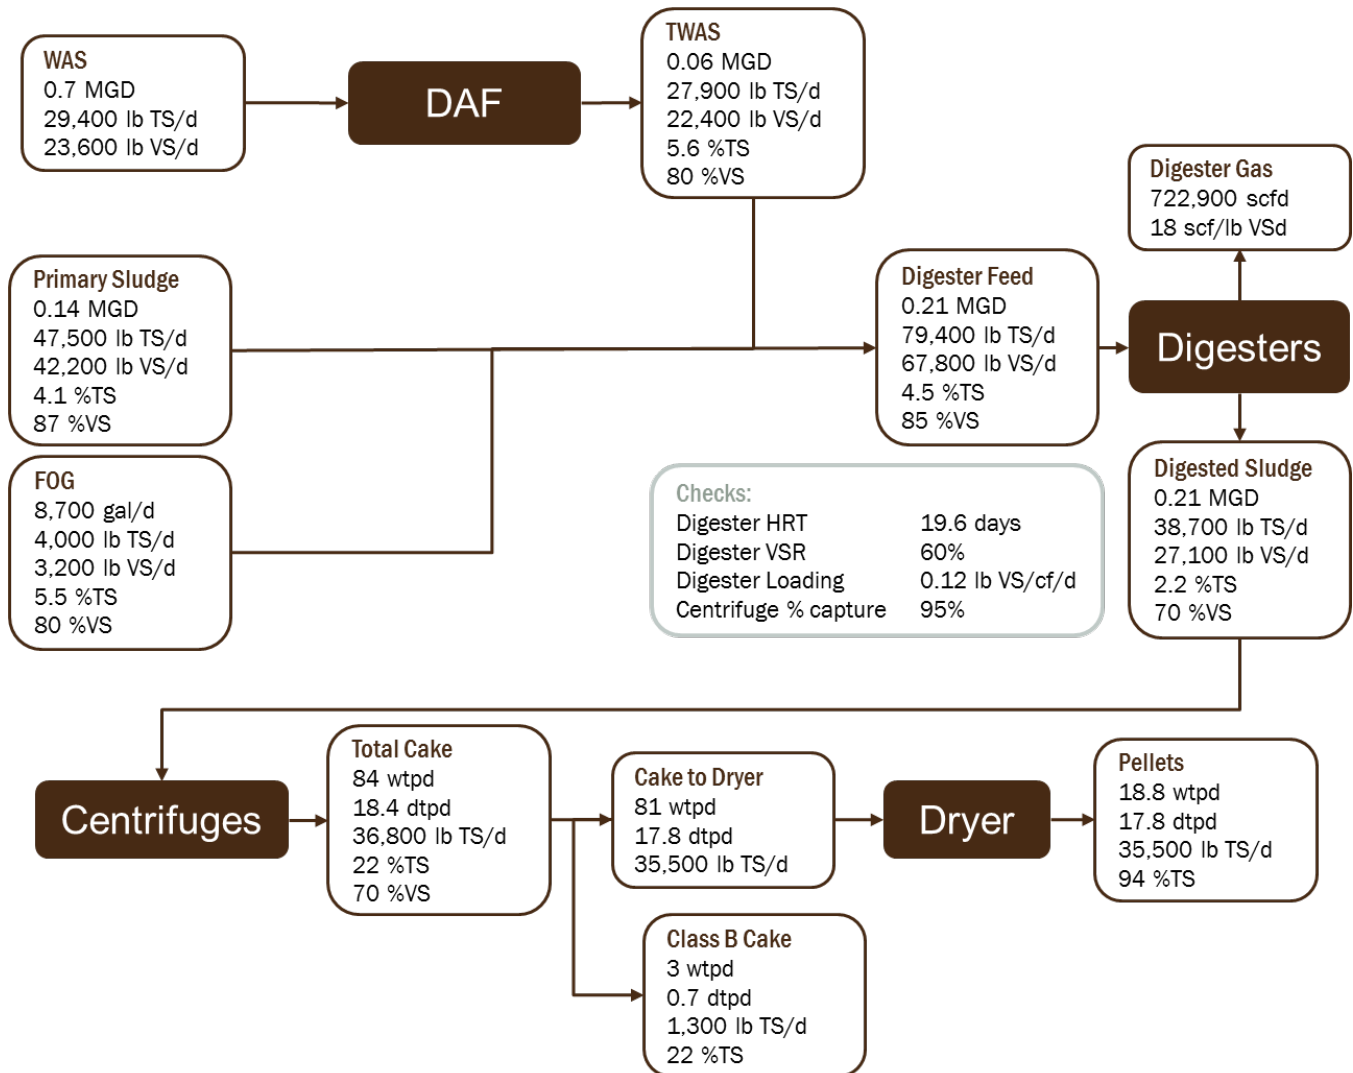 WAS
0.7 MGD
29,400 lb TS/d
23,600 lb VS/d
DAF
TWAS
0.06 MGD
27,900 lb TS/d
22,400 lb VS/d
5.6 %TS
80 %VS
Primary Sludge
0.14 MGD
47,500 lb TS/d
42,200 lb VS/d
4.1 %TS
87 %VS
FOG
8,700 gal/d
4,000 lb TS/d
3,200 lb VS/d
5.5 %TS
80 %VS
Digester Feed
0.21 MGD
79,400 lb TS/d
67,800 lb VS/d
4.5 %TS
85 %VS
Digester Gas
722,900 scfd
18 scf/lb VSd
Digesters
Digested Sludge
0.21 MGD
38,700 lb TS/d
27,100 lb VS/d
2.2 %TS
70 %VS
Checks:
Digester HRT 19.6 days
Digester VSR 60%
Digester Loading 0.12 lb VS/cf/d
Centrifuge % capture 95%
Centrifuges
Total Cake
84 wtpd
18.4 dtpd
36,800 lb TS/d
22 %TS
70 %VS
Cake to Dryer
81 wtpd
17.8 dtpd
35,500 lb TS/d
Dryer
Pellets
18.8 wtpd
17.8 dtpd
35,500 lb TS/d
94 %TS
Class B Cake
3 wtpd
0.7 dtpd
1,300 lb TS/d
22 %TS